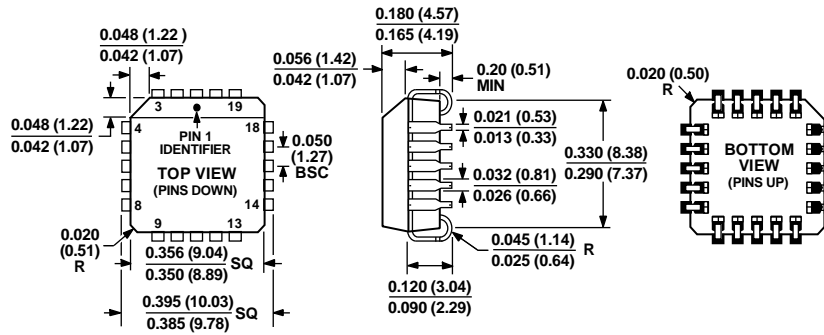 0.048 (1.22 )
0.042 (1.07)
0.048 (1.22)
0.042 (1.07)
3
19
4
18
PIN 1
IDENTIFIER
TOP VIEW
(PINS DOWN)
8
14
9
13
0.050
(1.27)
BSC
0.020
(0.51)
R
0.356 (9.04)
0.350 (8.89)
SQ
0.395 (10.03)
0.385 (9.78)
SQ
0.180 (4.57)
0.165 (4.19)
0.056 (1.42)
0.042 (1.07)
0.20 (0.51)
MIN
0.021 (0.53)
0.013 (0.33)
0.032 (0.81)
0.026 (0.66)
0.330 (8.38)
0.290 (7.37)
0.045 (1.14)
0.025 (0.64)
R
0.120 (3.04)
0.090 (2.29)
0.020 (0.50)
R
BOTTOM
VIEW
(PINS UP)